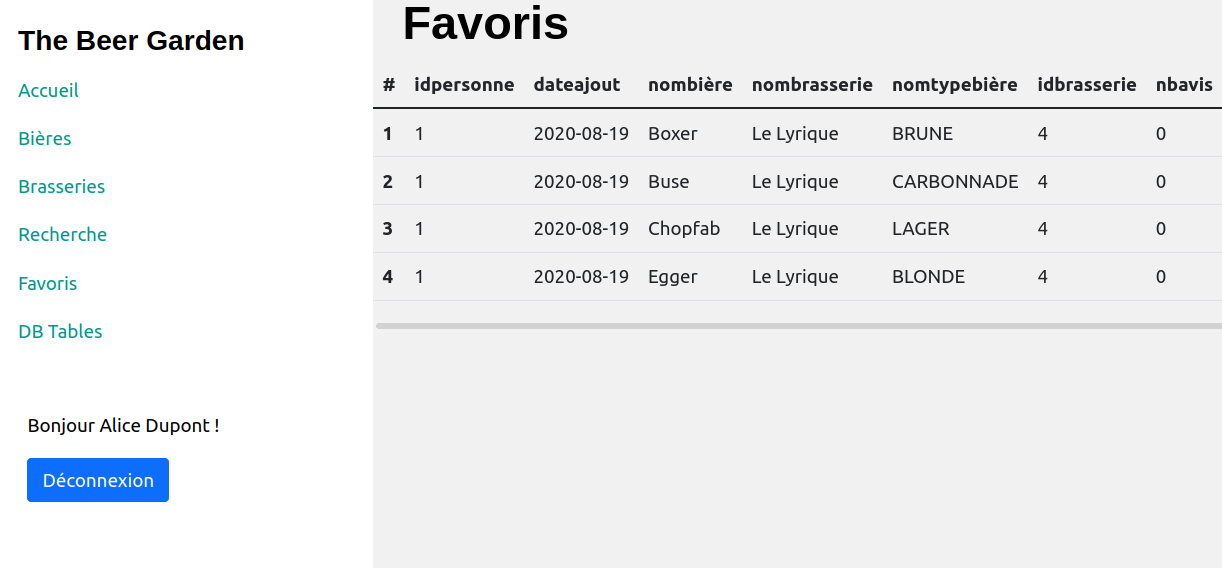 The Beer Garden
Accueil
Bières
Brasseries
Recherche
Favoris
DB Tables
Bonjour Alice Dupont !
Déconnexion
Favoris
# idpersonne dateajout nombière nombrasserie nomtypebière idbrasserie nbavis
1 1 2020-08-19 Boxer Le Lyrique BRUNE 4 0
2 1 2020-08-19 Buse Le Lyrique CARBONNADE 4 0
3 1 2020-08-19 Chopfab Le Lyrique LAGER 4 0
4 1 2020-08-19 Egger Le Lyrique BLONDE 4 0